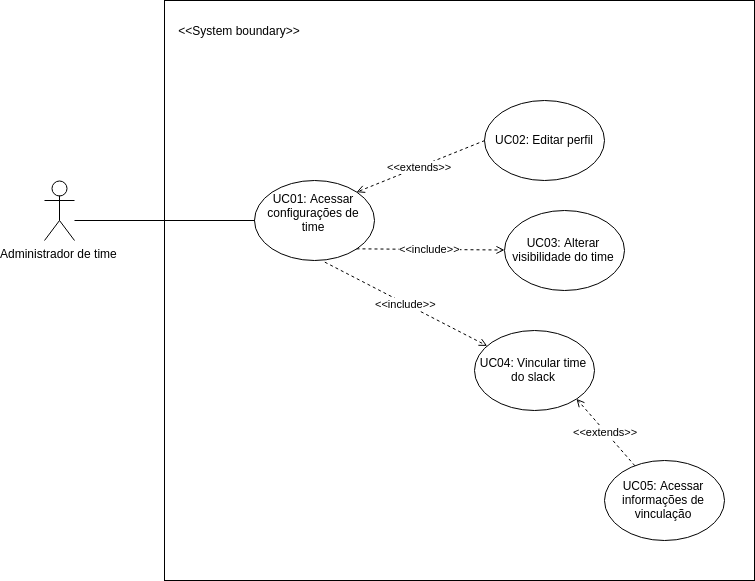 <<System boundary>>
UC02: Editar perfil
<<extends>>
UC01: Acessar
configurações de
time
Administrador de time
UC03: Alterar
visibilidade do time
<<include>>
<<include>>
UC04: Vincular time
do slack
<<extends>>
UC05: Acessar
informações de
vinculação